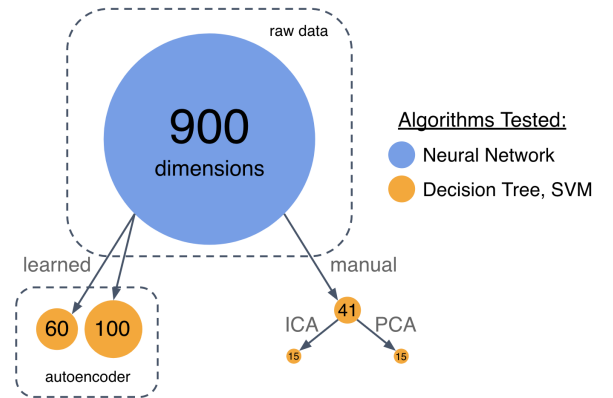 raw data
900
dimensions
Algorithms Tested:
Neural Network
Decision Tree, SVM
learned
manual
60
100
autoencoder
41
ICA
PCA
15
15